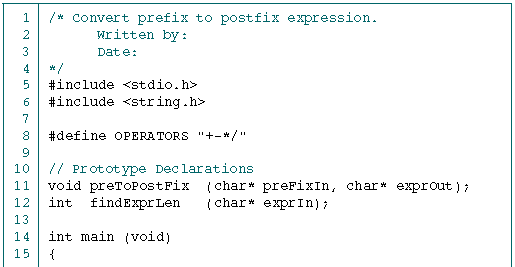 1 /* Convert prefix to postfix expression.
2 Written by:
3 Date:
4 */
5 #include <stdio.h>
6 #include <string.h>
7
8 #define OPERATORS "+-*/"
9
10 // Prototype Declarations
11 void preToPostFix (char* preFixIn, char* exprOut);
12 int findExprLen (char* exprIn);
13
14 int main (void)
15 {